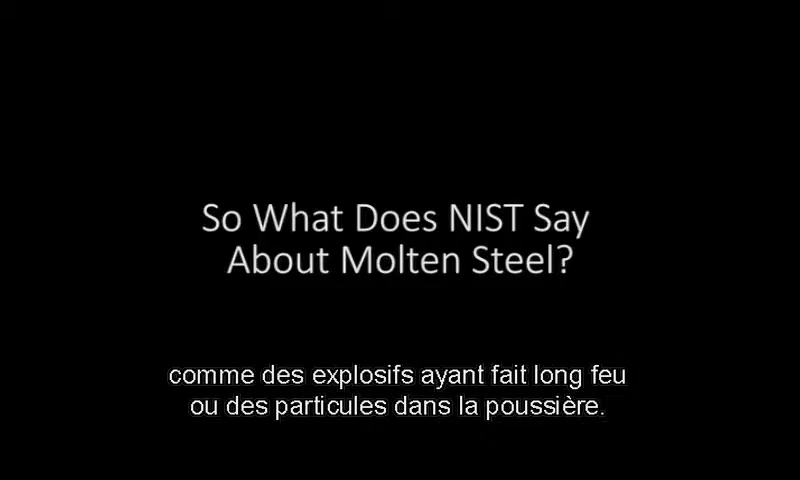 So What Does NIST Say
About Molten Steel?
comme des explosifs ayant fait long feu
ou des particules dans la poussière.